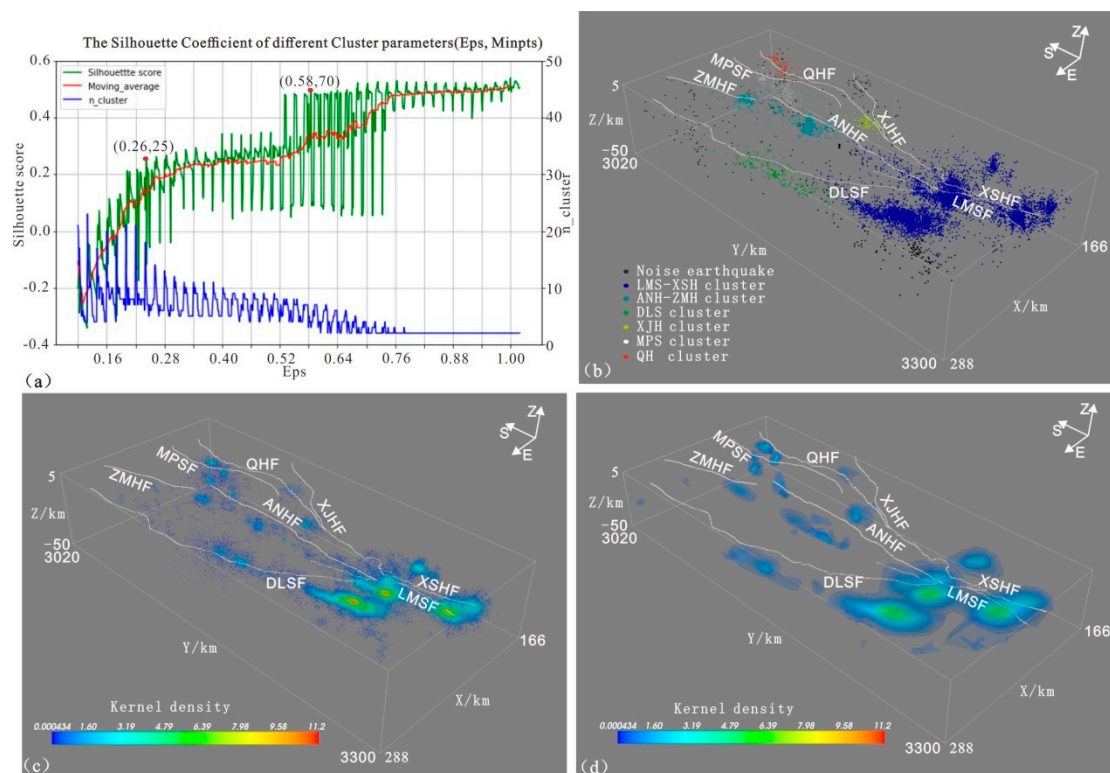 The Silhouette Coefficient of different Cluster parameters(Eps, Minpts)
0.6
0.4
0.2
0.0
-0.2
-0.4
Silhouette score
Silhouettte score
Moving_average
n_cluster
(0.26,25)
(0.58,70)
50
40
30
20
10
0
n_cluster
0.16
0.28
0.40
0.52
0.64
0.76
0.88
1.00
Eps
(a)
Z
S
E
MPSF
QHF
ZMHF
5
XJHF
ANHF
Z/km
-50
3020
DLSF
XSHF
LMSF
166
Y/km
X/km
Noise earthquake
LMS-XSH cluster
ANH-ZMH cluster
DLS cluster
XJH cluster
MPS cluster
QH cluster
3300
288
(b)
Z
S
E
MPSF
QHF
ZMHF
5
XJHF
ANHF
Z/km
-50
3020
DLSF
XSHF
LMSF
166
Y/km
X/km
Kernel density
0.000434 1.60 3.19 4.79 6.39 7.98 9.58 11.2
3300
288
(c)
Z
S
E
MPSF
QHF
ZMHF
5
XJHF
ANHF
Z/km
-50
3020
DLSF
XSHF
LMSF
166
Y/km
X/km
Kernel density
0.000434 1.60 3.19 4.79 6.39 7.98 9.58 11.2
3300
288
(d)